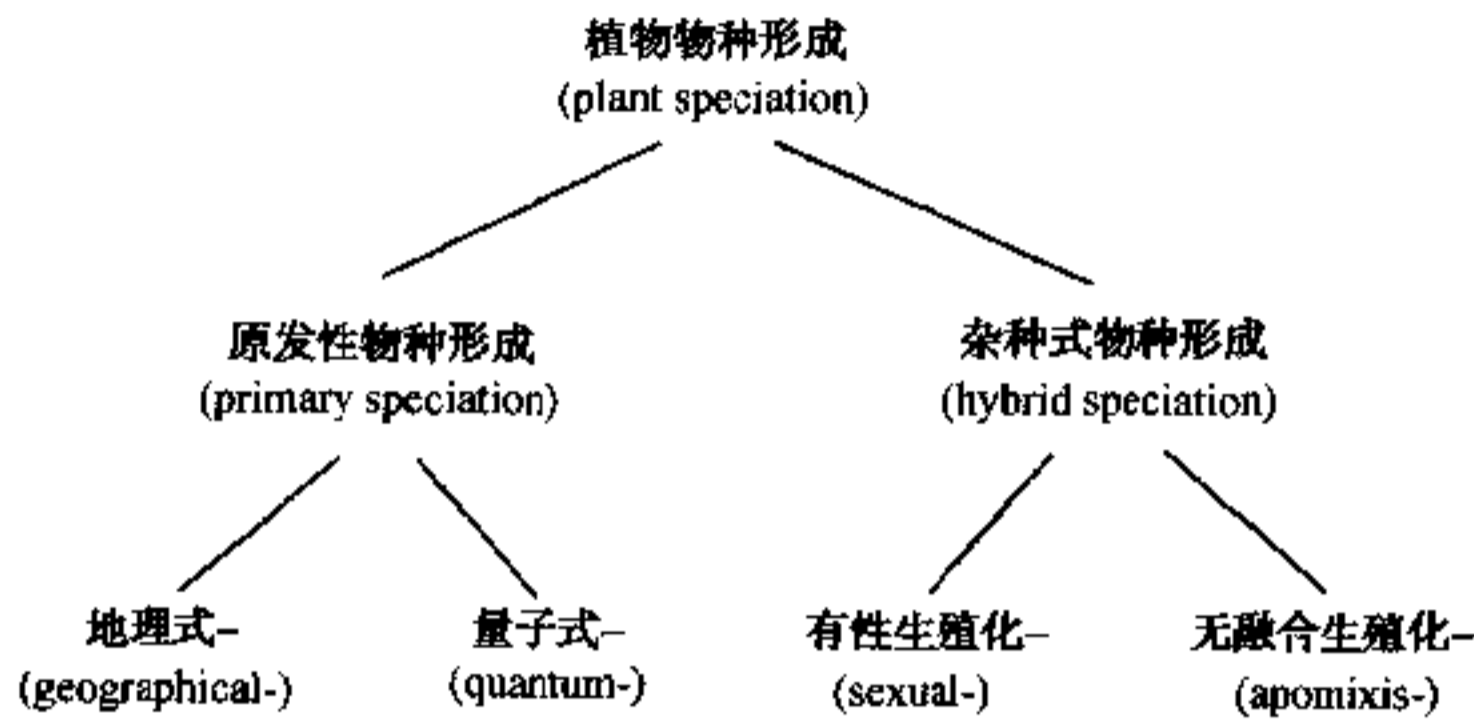 植物物种形成
(plant speciation)
原发性物种形成
(primary speciation)
杂种式物种形成
(hybrid speciation)
地理式–
(geographical-)
量子式–
(quantum-)
有性生殖化–
(sexual-)
无融合生殖化–
(apomixis-)